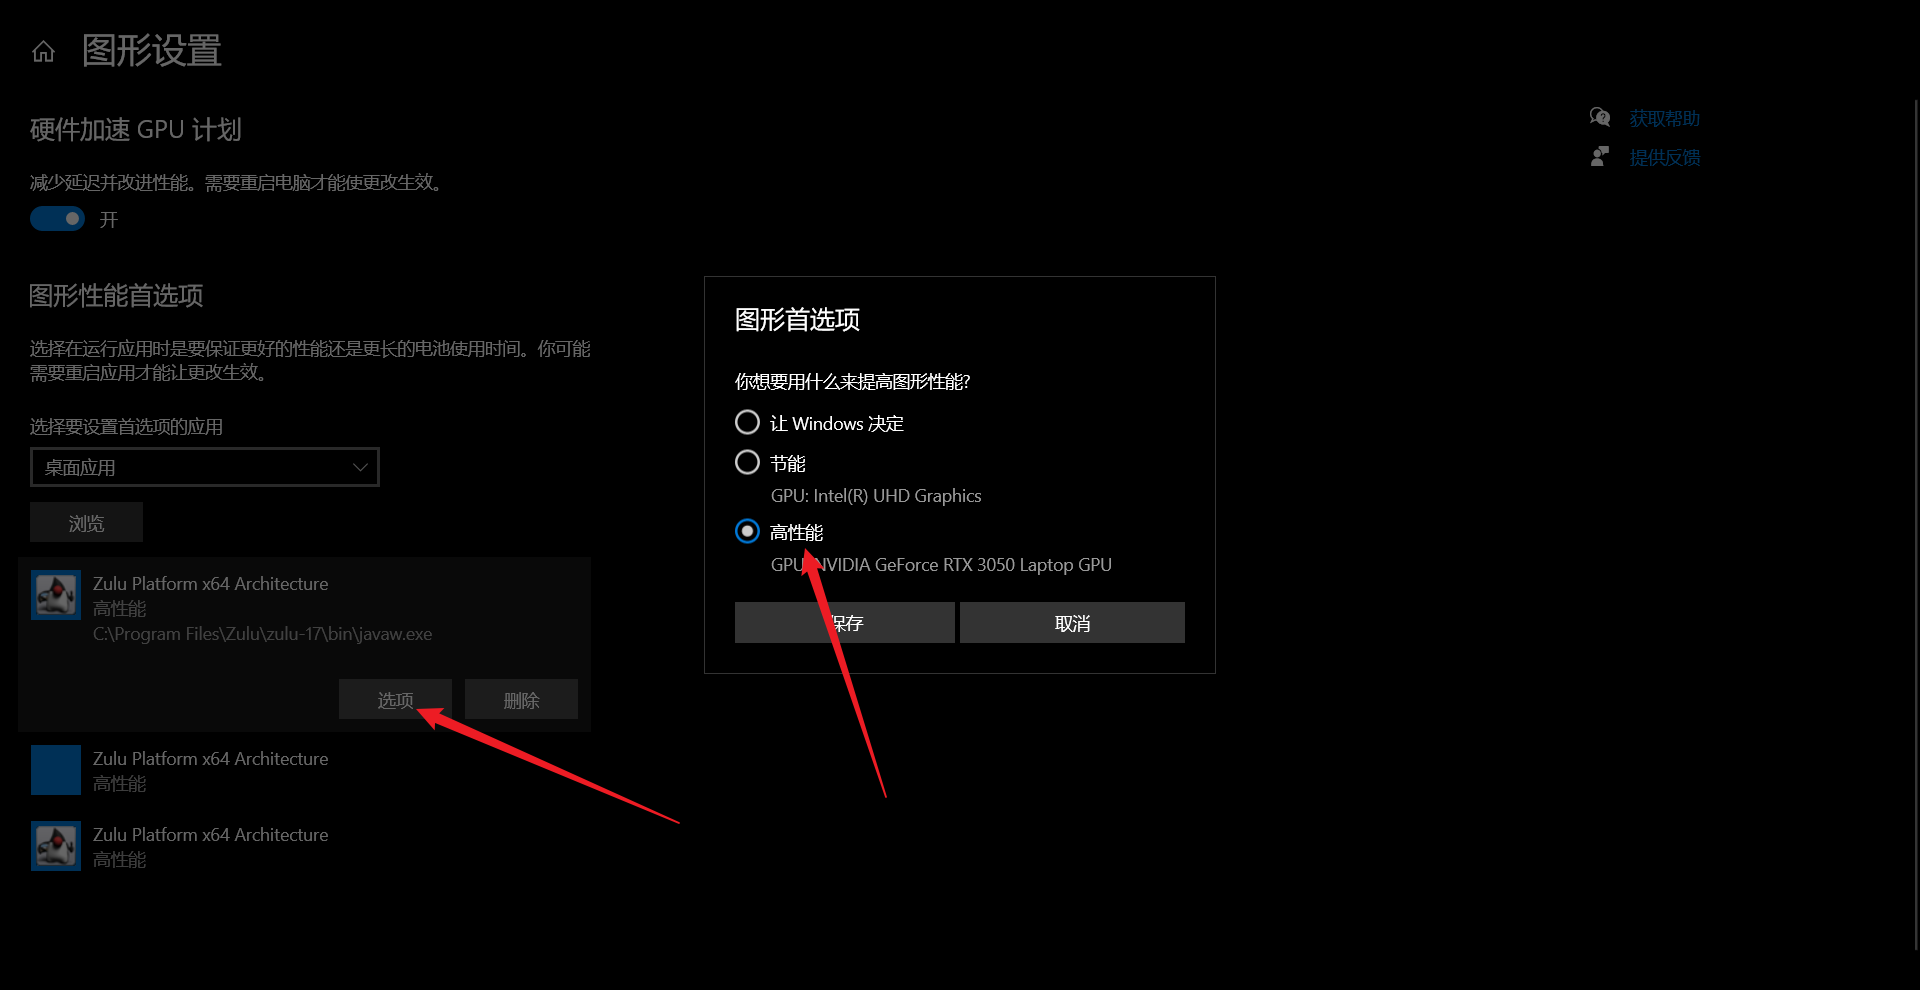 图形设置
硬件加速 GPU 计划
减少延迟并改进性能。需要重启电脑才能使更改生效。
开
图形性能首选项
选择在运行应用时是要保证更好的性能还是更长的电池使用时间。你可能
需要重启应用才能让更改生效。
选择要设置首选项的应用
桌面应用
浏览
Zulu Platform x64 Architecture
高性能
C:\Program Files\Zulu\zulu-17\bin\javaw.exe
选项
删除
Zulu Platform x64 Architecture
高性能
Zulu Platform x64 Architecture
高性能
图形首选项
你想要用什么来提高图形性能?
让 Windows 决定
节能
GPU: Intel(R) UHD Graphics
高性能
GPU: NVIDIA GeForce RTX 3050 Laptop GPU
保存
取消
获取帮助
提供反馈